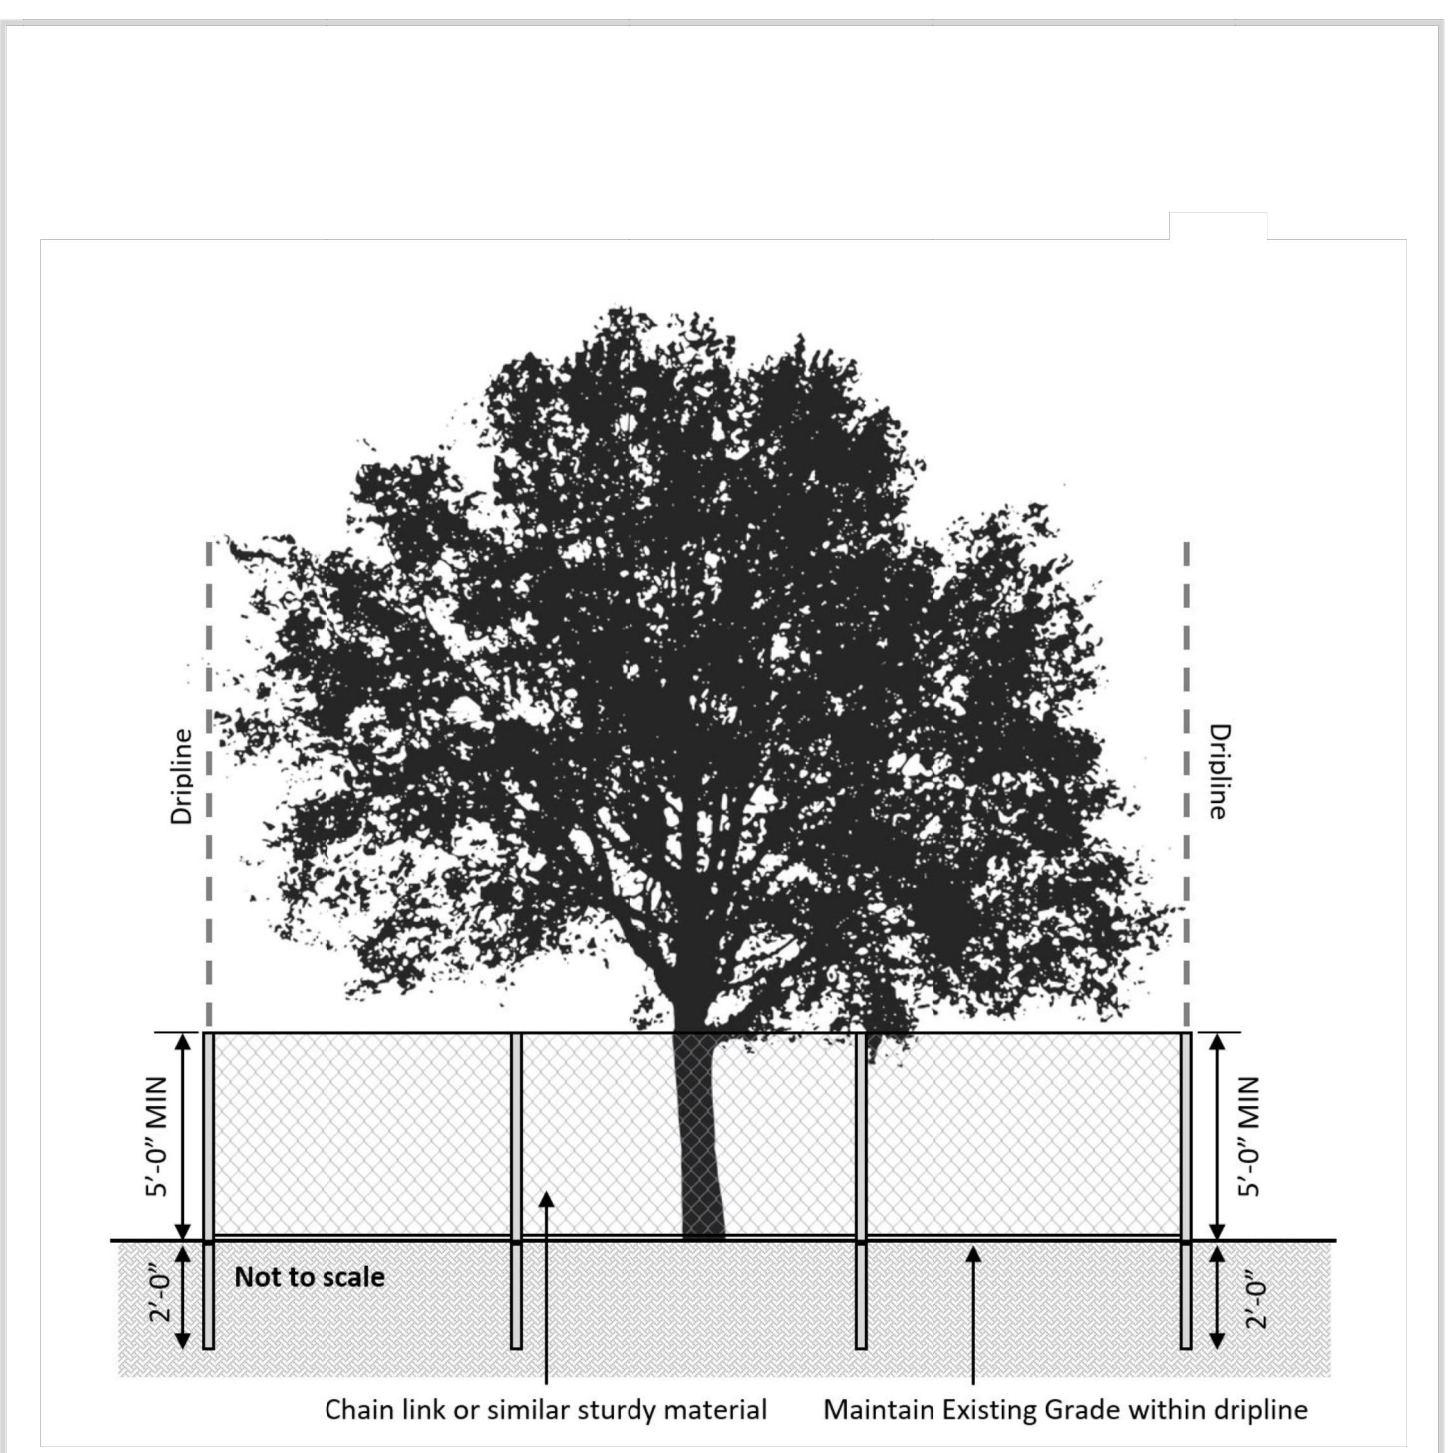 Dripline
Dripline
5’-0” MIN
5’-0” MIN
2’-0”
Not to scale
2’-0”
Chain link or similar sturdy material
Maintain Existing Grade within dripline